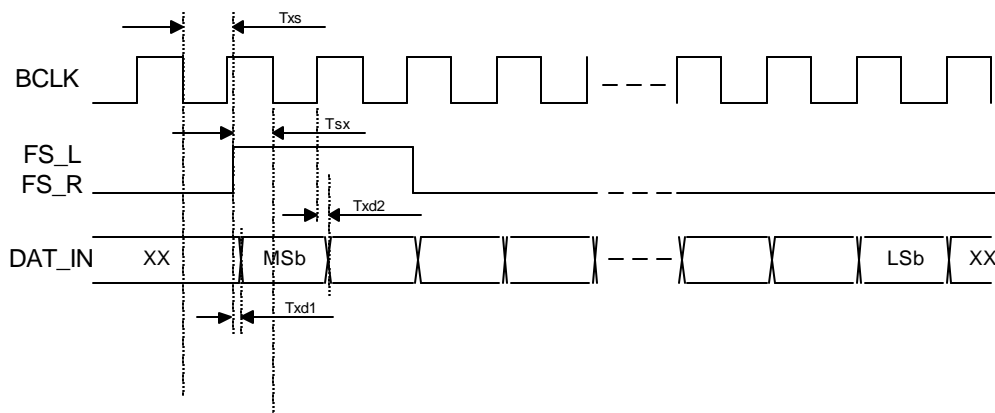 Txs
BCLK
Tsx
FS_L
FS_R
Txd2
DAT_IN XX MSb LSb XX
Txd1